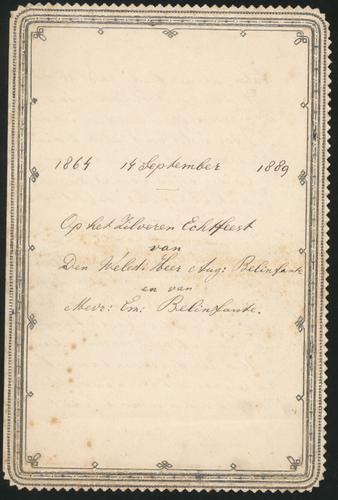 1864 14 September 1889
Op het Zilveren Echtfeest
van
Den Weled: Heer Aug: Belinfante
en van
Mevr: Em: Belinfante.